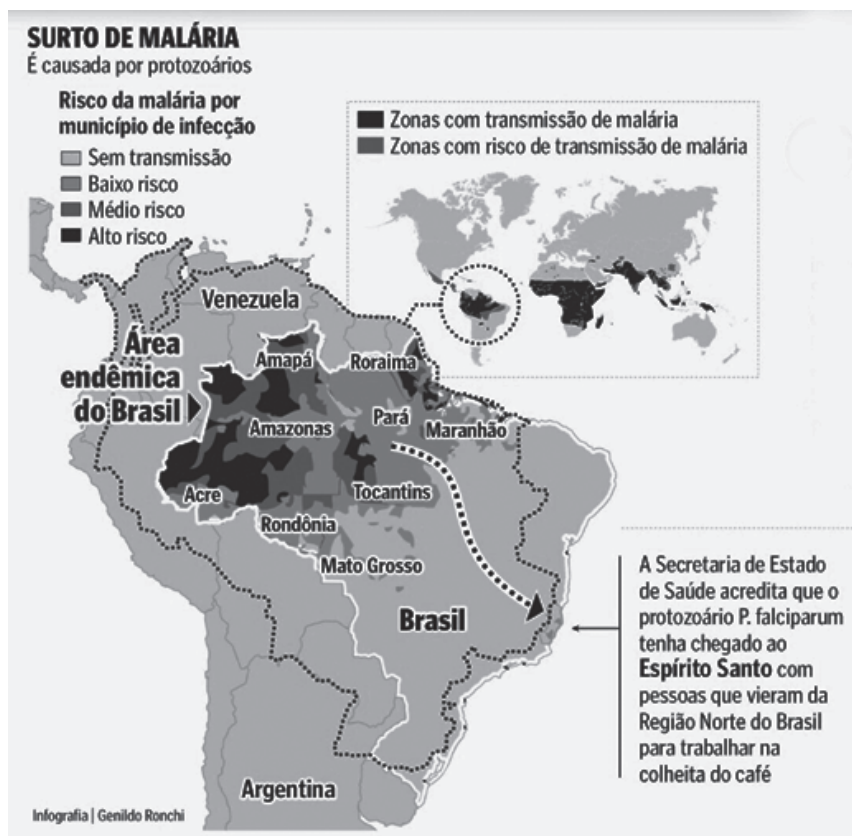 SURTO DE MALÁRIA
É causada por protozoários
Risco da malária por
município de infecção
Sem transmissão
Baixo risco
Médio risco
Alto risco
Zonas com transmissão de malária
Zonas com risco de transmissão de malária
Venezuela
Área
endêmica
do Brasil
Amapá
Roraima
Amazonas
Pará
Maranhão
Acre
Tocantins
Rondônia
Mato Grosso
Brasil
Argentina
A Secretaria de Estado
de Saúde acredita que o
protozoário P. falciparum
tenha chegado ao
Espírito Santo com
pessoas que vieram da
Região Norte do Brasil
para trabalhar na
colheita do café
Infografia | Genildo Ronchi